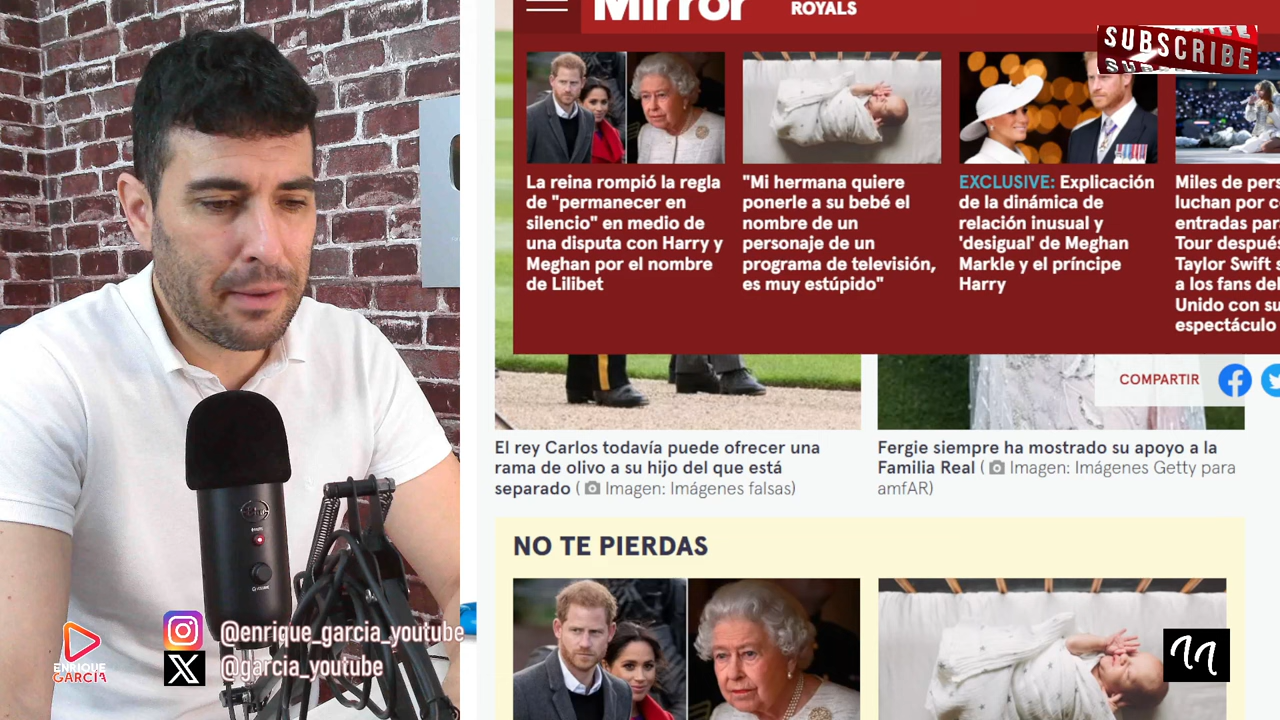 Mirror
ROYALS
SUBSCRIBE
La reina rompió la regla
de "permanecer en
silencio" en medio de
una disputa con Harry y
Meghan por el nombre
de Lilibet
"Mi hermana quiere
ponerle a su bebé el
nombre de un
personaje de un
programa de televisión,
es muy estúpido"
EXCLUSIVE: Explicación
de la dinámica de
relación inusual y
'desigual' de Meghan
Markle y el príncipe
Harry
Miles de
luchan por
entradas
Tour después
Taylor Swift
a los fans
Unido con
espectáculo
COMPARTIR
El rey Carlos todavía puede ofrecer una
rama de olivo a su hijo del que está
separado ( Imagen: Imágenes falsas)
Fergie siempre ha mostrado su apoyo a la
Familia Real ( Imagen: Imágenes Getty para
amfAR)
NO TE PIERDAS
@enrique_garcia_youtube
@garcia_youtube
ENRIQUE
GARCIA